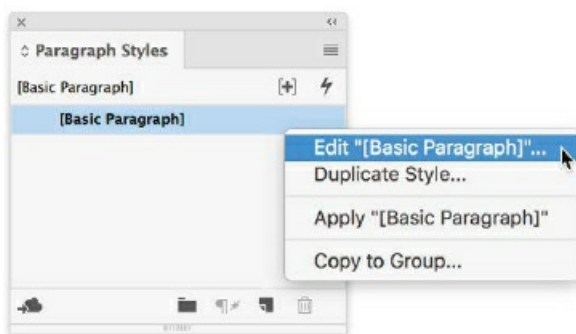 Paragraph Styles
[Basic Paragraph]
[Basic Paragraph]
Edit "[Basic Paragraph]"...
Duplicate Style...
Apply "[Basic Paragraph]"
Copy to Group...